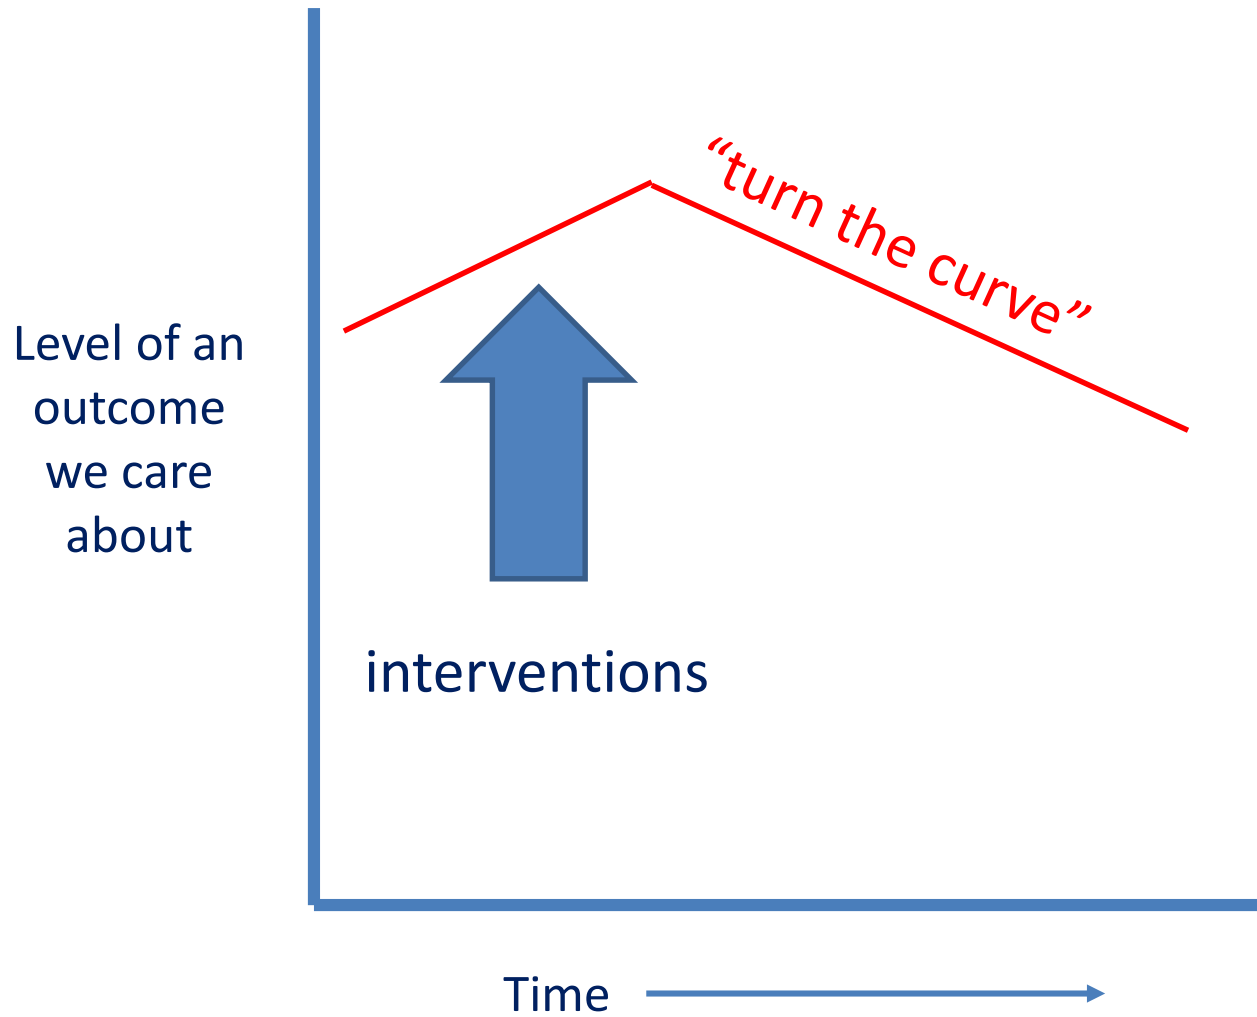 “turn the curve”
Level of an
outcome
we care
about
interventions
Time